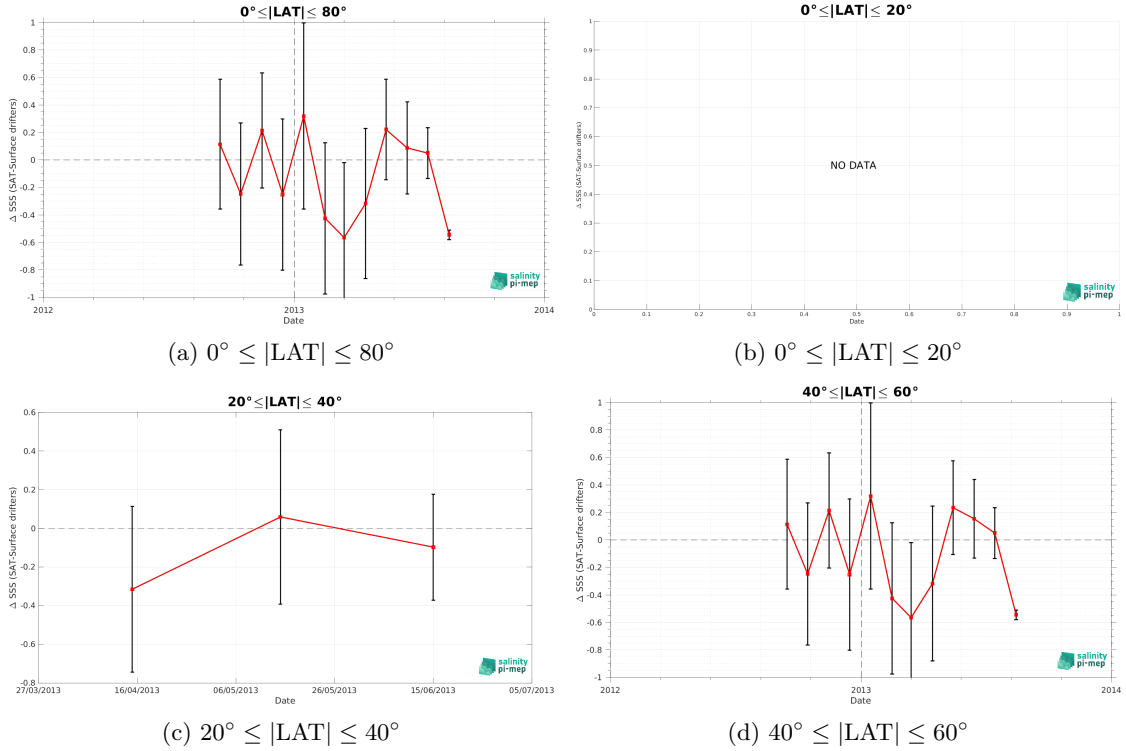 0°≤|LAT|≤ 80°
Δ SSS (SAT-Surface drifters)
1
0.8
0.6
0.4
0.2
0
-0.2
-0.4
-0.6
-0.8
-1
2012
2013
2014
Date
salinity
pi-mep
(a) 0° ≤ |LAT| ≤ 80°
0°≤|LAT|≤ 20°
Δ SSS (SAT-Surface drifters)
1
0.9
0.8
0.7
0.6
0.5
0.4
0.3
0.2
0.1
0
NO DATA
0
0.1
0.2
0.3
0.4
0.5
0.6
0.7
0.8
0.9
1
Date
salinity
pi-mep
(b) 0° ≤ |LAT| ≤ 20°
20°≤|LAT|≤ 40°
Δ SSS (SAT-Surface drifters)
0.6
0.4
0.2
0
-0.2
-0.4
-0.6
-0.8
27/03/2013
16/04/2013
06/05/2013
26/05/2013
15/06/2013
05/07/2013
Date
salinity
pi-mep
(c) 20° ≤ |LAT| ≤ 40°
40°≤|LAT|≤ 60°
Δ SSS (SAT-Surface drifters)
1
0.8
0.6
0.4
0.2
0
-0.2
-0.4
-0.6
-0.8
-1
2012
2013
2014
Date
salinity
pi-mep
(d) 40° ≤ |LAT| ≤ 60°